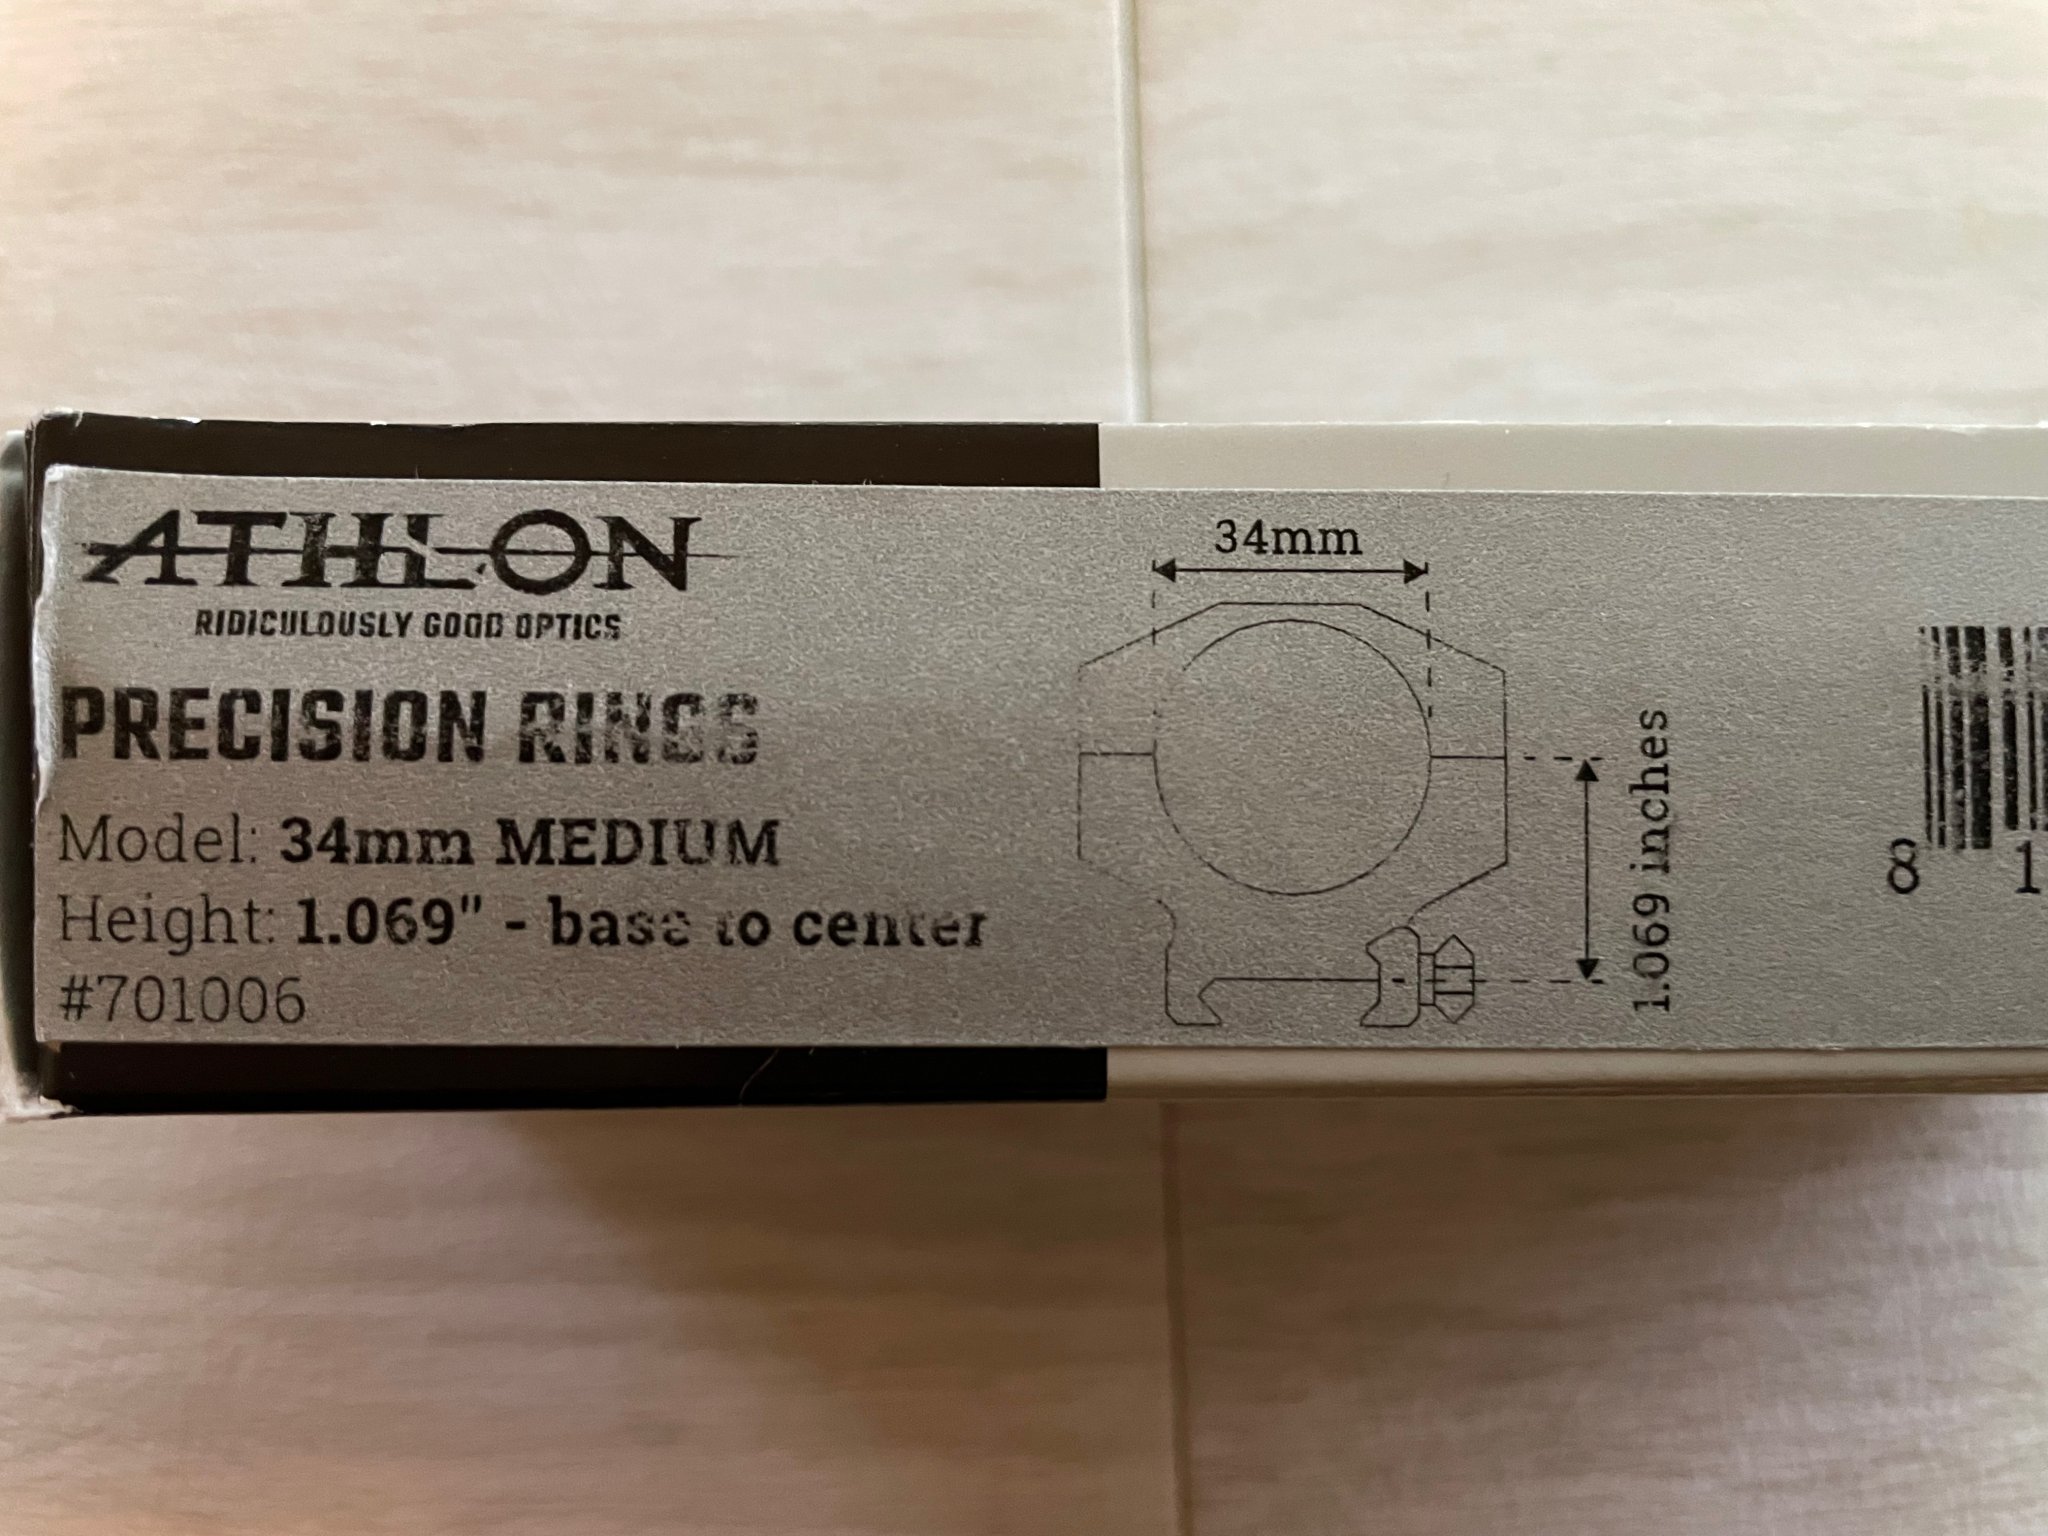 ATHLON
RIDICULOUSLY GOOD OPTICS
PRECISION RINGS
Model: 34mm MEDIUM
Height: 1.069" - base to center
#701006
34mm
1.069 inches
8 1